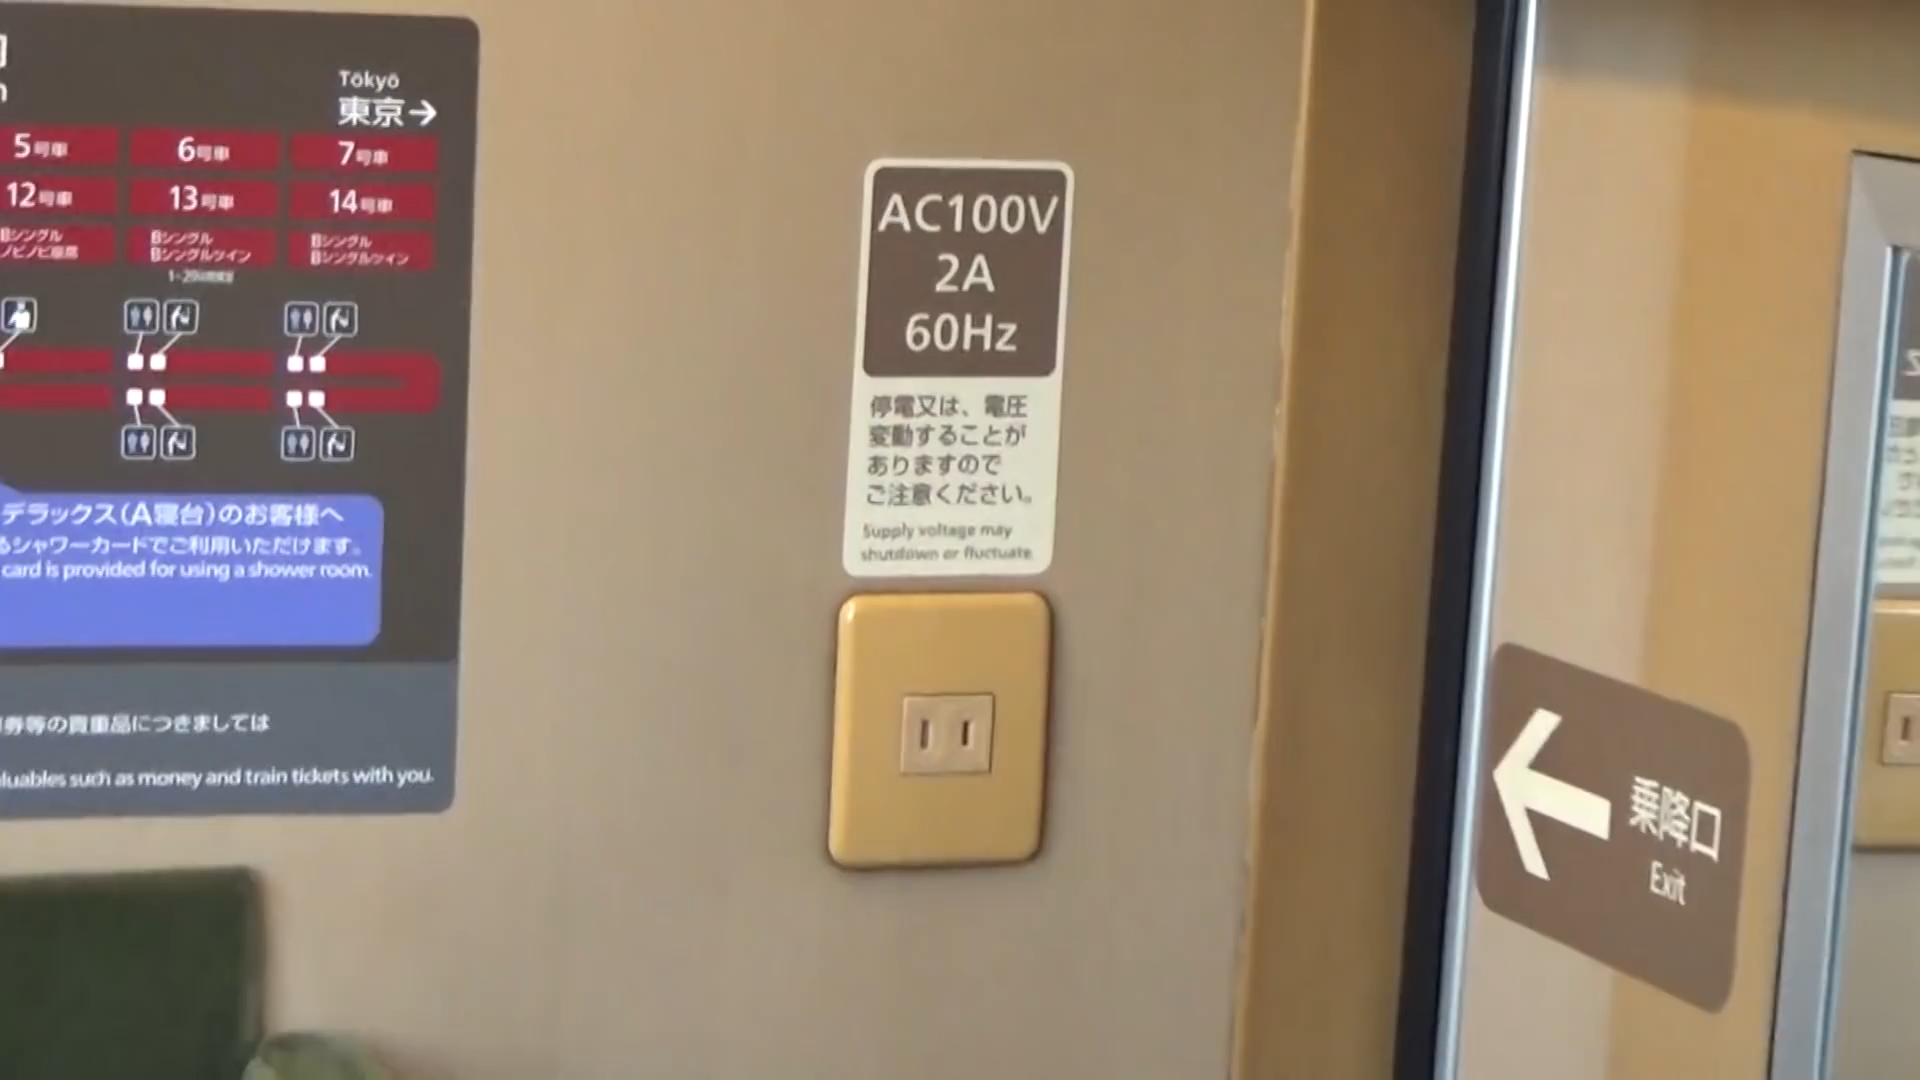 Tōkyō
東京→
5号車 6号車 7号車
12号車 13号車 14号車
Bシングル Bシングル Bシングル
ノビノビ座席 Bシングルツイン Bシングルツイン
デラックス(A寝台)のお客様へ
るシャワーカードでご利用いただけます。
card is provided for using a shower room.
券等の貴重品につきましては
luables such as money and train tickets with you.
AC100V
2A
60Hz
停電又は、電圧
変動することが
ありますので
ご注意ください。
Supply voltage may
shutdown or fluctuate
乗降口
Exit